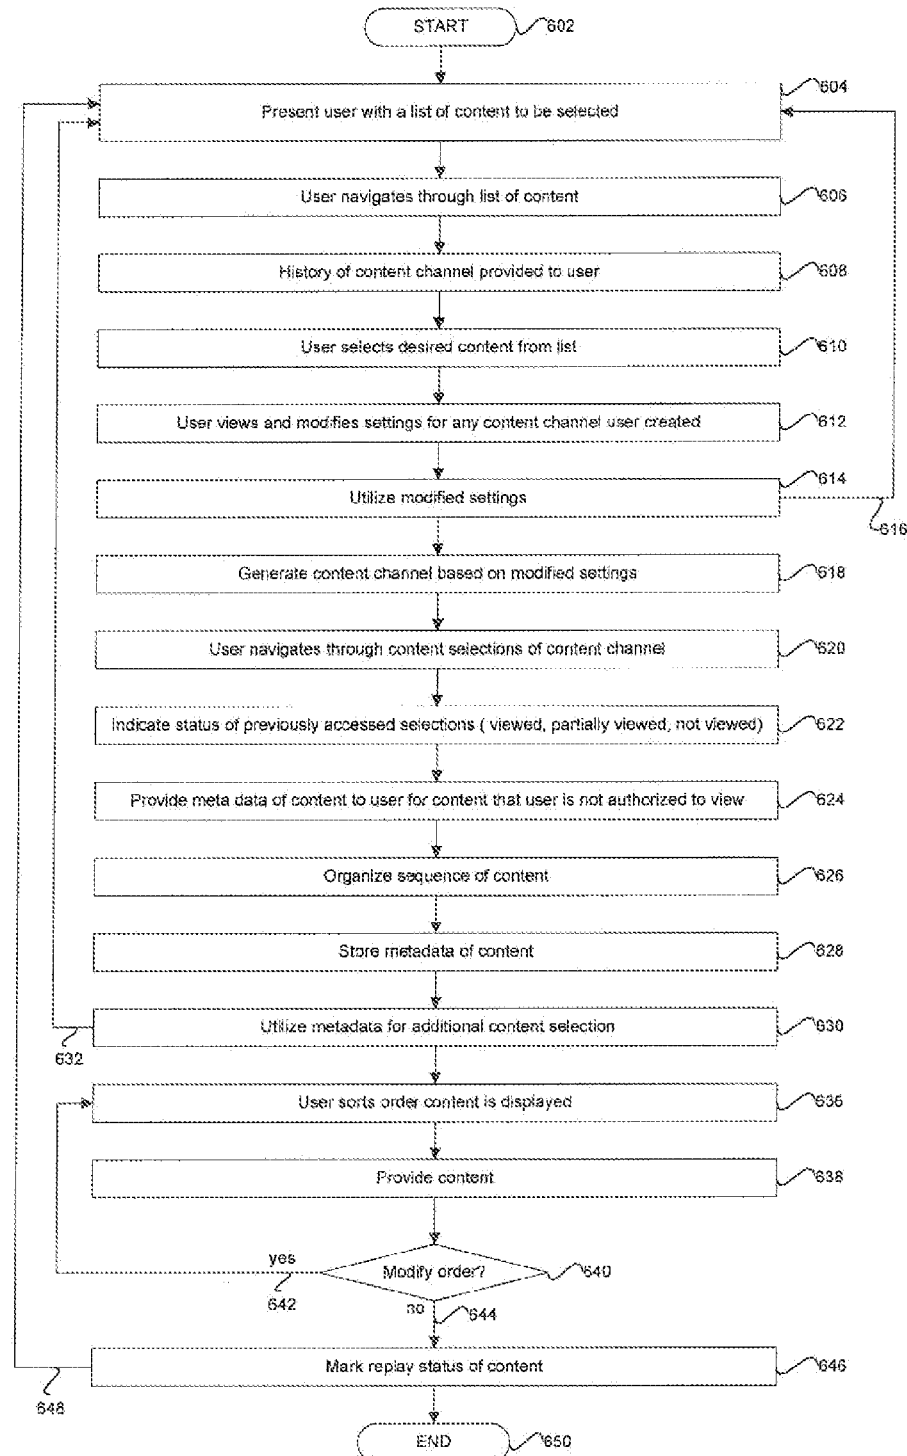 START
602
604
Present user with a list of content to be selected
User navigates through list of content
606
History of content channel provided to user
608
User selects desired content from list
610
User views and modifies settings for any content channel user created
612
614
Utilize modified settings
616
Generate content channel based on modified settings
618
User navigates through content selections of content channel
620
Indicate status of previously accessed selections ( viewed, partially viewed, not viewed)
622
Provide meta data of content to user for content that user is not authorized to view
624
Organize sequence of content
626
Store metadata of content
628
Utilize metadata for additional content selection
630
632
User sorts order content is displayed
636
Provide content
638
yes
Modify order?
640
642
no
644
Mark replay status of content
646
648
END
650